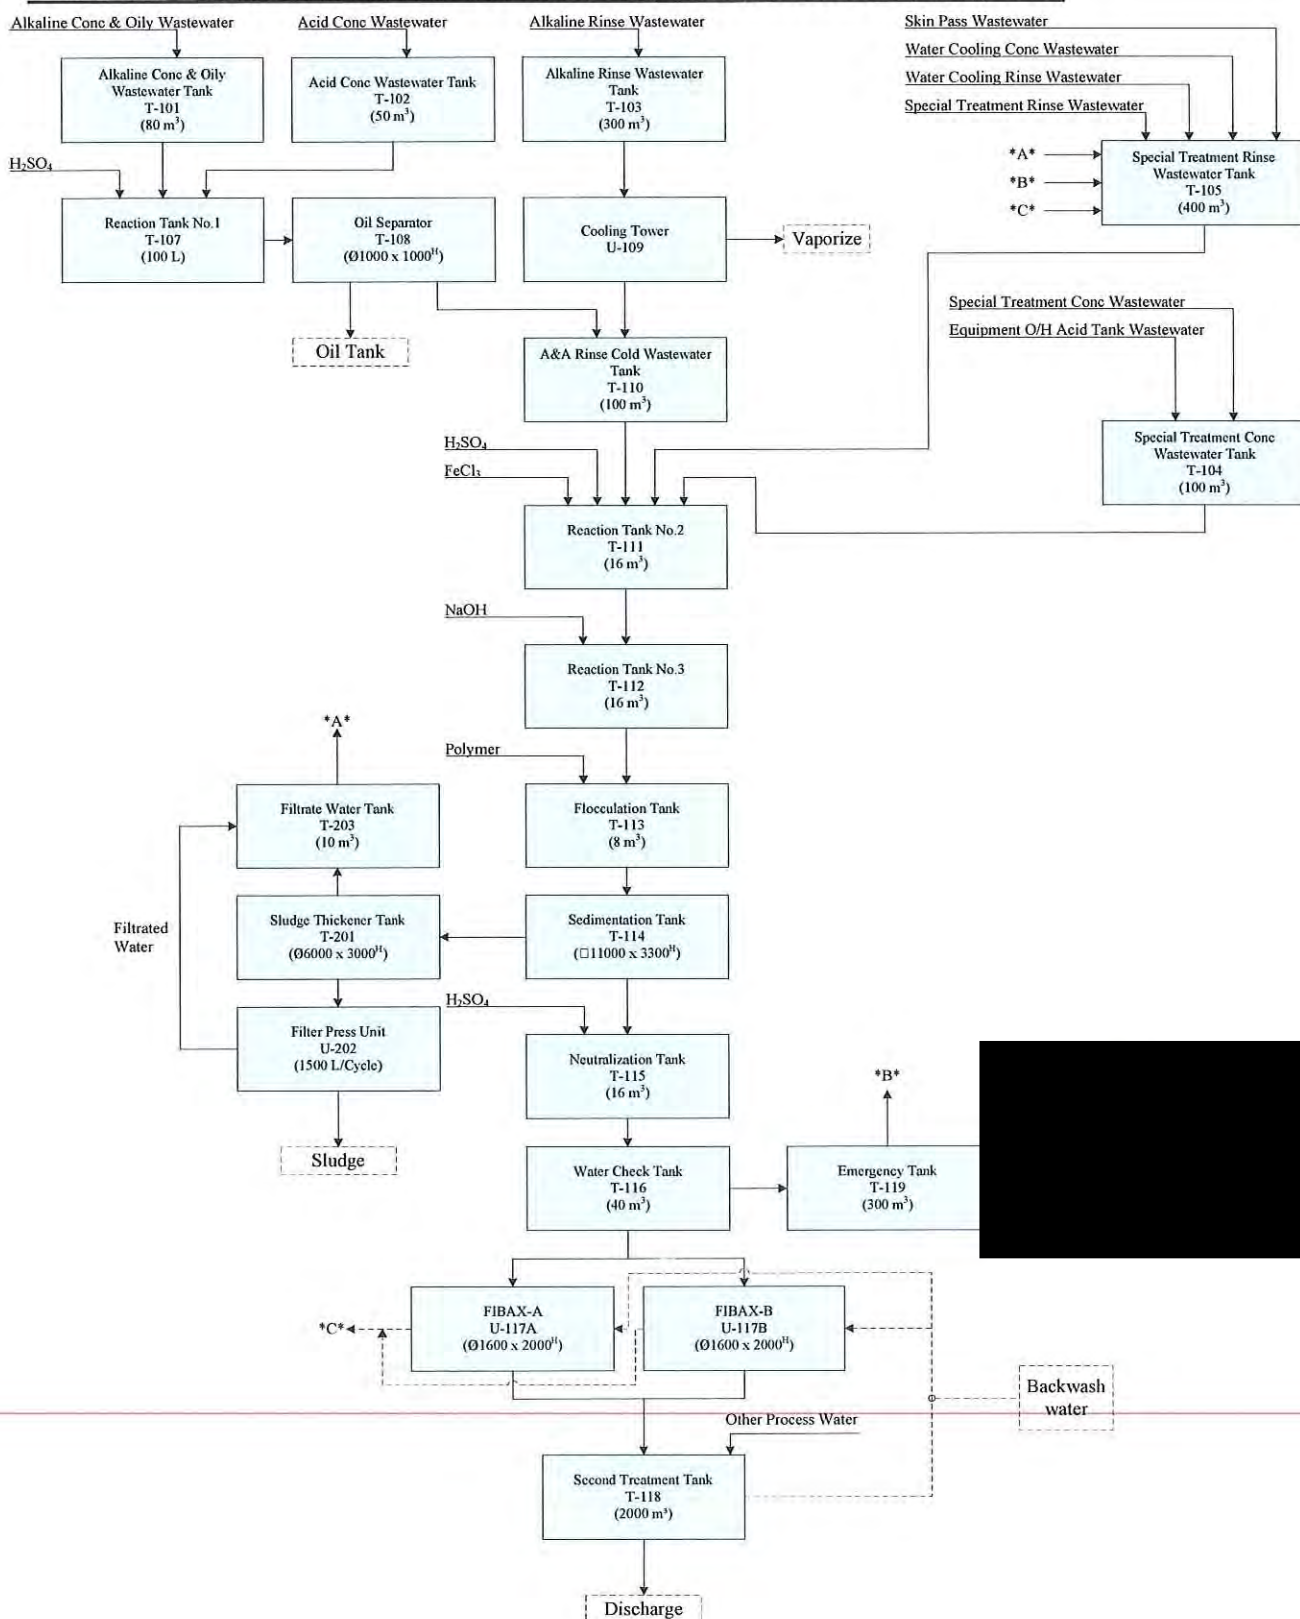 Alkaline Conc & Oily Wastewater
Acid Conc Wastewater
Alkaline Rinse Wastewater
Skin Pass Wastewater
Water Cooling Conc Wastewater
Water Cooling Rinse Wastewater
Special Treatment Rinse Wastewater
Alkaline Conc & Oily
Wastewater Tank
T-101
(80 m³)
Acid Conc Wastewater Tank
T-102
(50 m³)
Alkaline Rinse Wastewater
Tank
T-103
(300 m³)
*A*
*B*
*C*
Special Treatment Rinse
Wastewater Tank
T-105
(400 m³)
H₂SO₄
Reaction Tank No.1
T-107
(100 L)
Oil Separator
T-108
(Ø1000 x 1000ᴴ)
Cooling Tower
U-109
Vaporize
Oil Tank
Special Treatment Conc Wastewater
Equipment O/H Acid Tank Wastewater
A&A Rinse Cold Wastewater
Tank
T-110
(100 m³)
Special Treatment Conc
Wastewater Tank
T-104
(100 m³)
H₂SO₄
FeCl₃
Reaction Tank No.2
T-111
(16 m³)
NaOH
Reaction Tank No.3
T-112
(16 m³)
*A*
Polymer
Filtrate Water Tank
T-203
(10 m³)
Flocculation Tank
T-113
(8 m³)
Filtrated
Water
Sludge Thickener Tank
T-201
(Ø6000 x 3000ᴴ)
Sedimentation Tank
T-114
(□11000 x 3300ᴴ)
H₂SO₄
Filter Press Unit
U-202
(1500 L/Cycle)
Neutralization Tank
T-115
(16 m³)
*B*
Sludge
Water Check Tank
T-116
(40 m³)
Emergency Tank
T-119
(300 m³)
*C*
FIBAX-A
U-117A
(Ø1600 x 2000ᴴ)
FIBAX-B
U-117B
(Ø1600 x 2000ᴴ)
Backwash
water
Other Process Water
Second Treatment Tank
T-118
(2000 m³)
Discharge